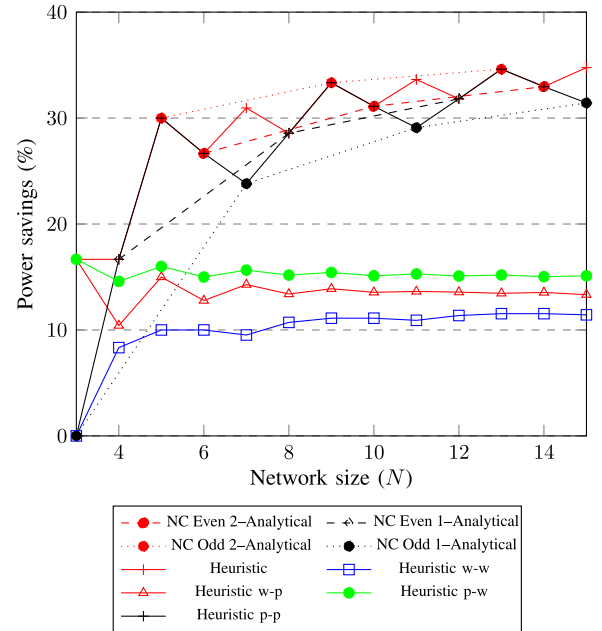 40
30
20
10
0
Power savings (%)
4 6 8 10 12 14
Network size (N)
NC Even 2–Analytical NC Even 1–Analytical
NC Odd 2–Analytical NC Odd 1–Analytical
Heuristic Heuristic w-w
Heuristic w-p Heuristic p-w
Heuristic p-p